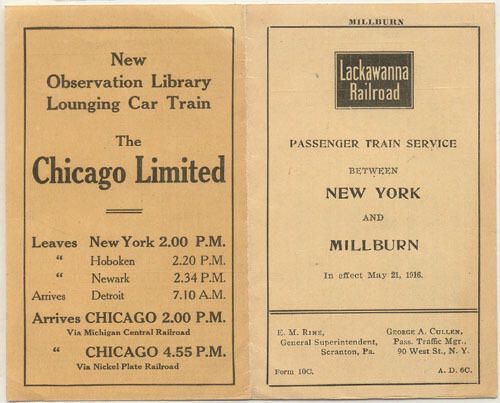 New
Observation Library
Lounging Car Train
The
Chicago Limited
Leaves New York 2.00 P.M.
“ Hoboken 2.20 P.M.
“ Newark 2.34 P.M.
Arrives Detroit 7.10 A.M.
Arrives CHICAGO 2.00 P.M.
Via Michigan Central Railroad
“ CHICAGO 4.55 P.M.
Via Nickel Plate Railroad
MILLBURN
Lackawanna
Railroad
PASSENGER TRAIN SERVICE
BETWEEN
NEW YORK
AND
MILLBURN
In effect May 21, 1916.
E. M. RINE,
General Superintendent,
Scranton, Pa.
GEORGE A. CULLEN,
Pass. Traffic Mgr.,
90 West St., N. Y.
Form 10C.
A. D. 6C.